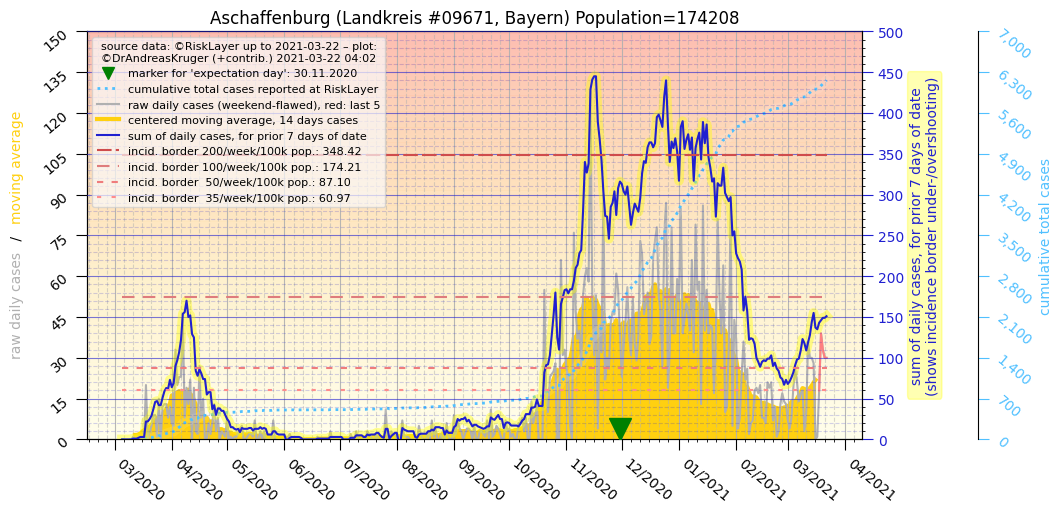 Aschaffenburg (Landkreis #09671, Bayern) Population=174208
source data: ©RiskLayer up to 2021-03-22 – plot:
©DrAndreasKruger (+contrib.) 2021-03-22 04:02
marker for 'expectation day': 30.11.2020
cumulative total cases reported at RiskLayer
raw daily cases (weekend-flawed), red: last 5
centered moving average, 14 days cases
sum of daily cases, for prior 7 days of date
incid. border 200/week/100k pop.: 348.42
incid. border 100/week/100k pop.: 174.21
incid. border  50/week/100k pop.: 87.10
incid. border  35/week/100k pop.: 60.97
raw daily cases / moving average
150
135
120
105
90
75
60
45
30
15
0
03/2020
04/2020
05/2020
06/2020
07/2020
08/2020
09/2020
10/2020
11/2020
12/2020
01/2021
02/2021
03/2021
04/2021
500
450
400
350
300
250
200
150
100
50
0
sum of daily cases, for prior 7 days of date
(shows incidence border under-/overshooting)
7,000
6,300
5,600
4,900
4,200
3,500
2,800
2,100
1,400
700
0
cumulative total cases